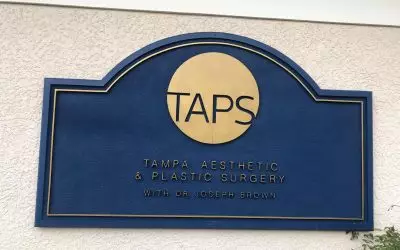 TAPS
TAMPA AESTHETIC
& PLASTIC SURGERY
WITH DR. JOSEPH BROWN